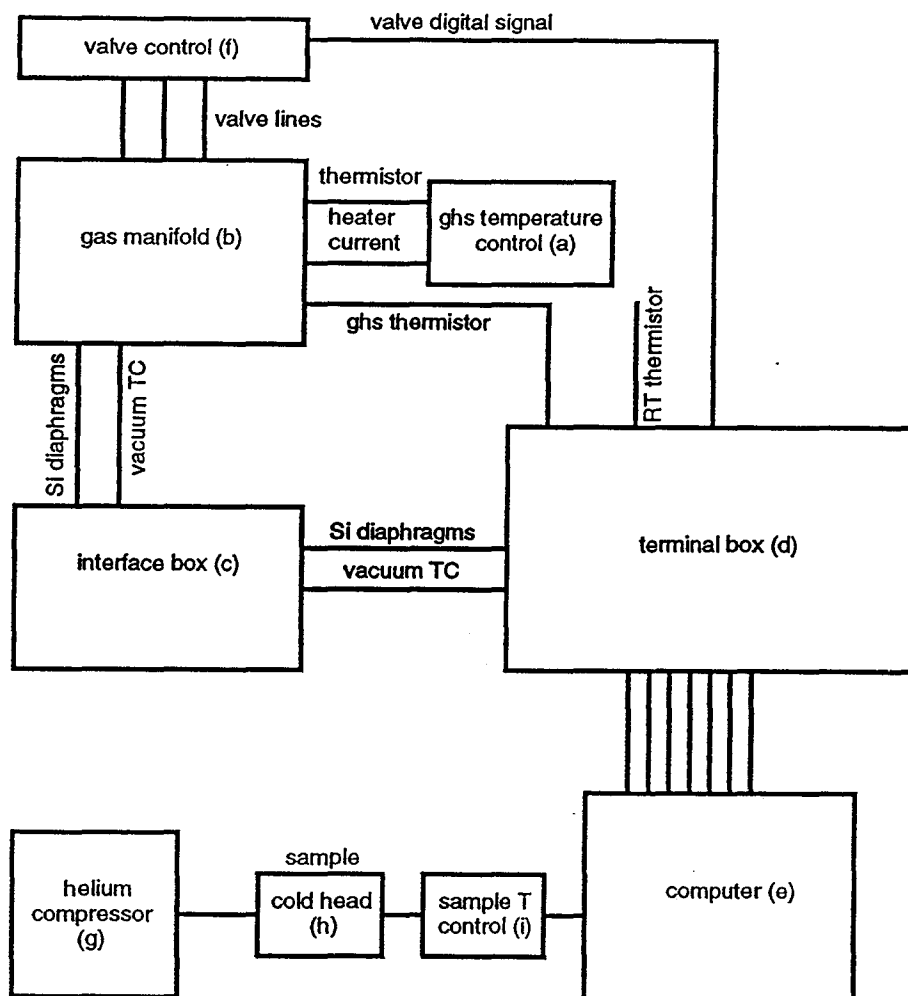 valve digital signal
valve control (f)
valve lines
thermistor
gas manifold (b)
heater
current
ghs temperature
control (a)
ghs thermistor
RT thermistor
Si diaphragms
vacuum TC
interface box (c)
Si diaphragms
vacuum TC
terminal box (d)
sample
helium
compressor
(g)
cold head
(h)
sample T
control (i)
computer (e)